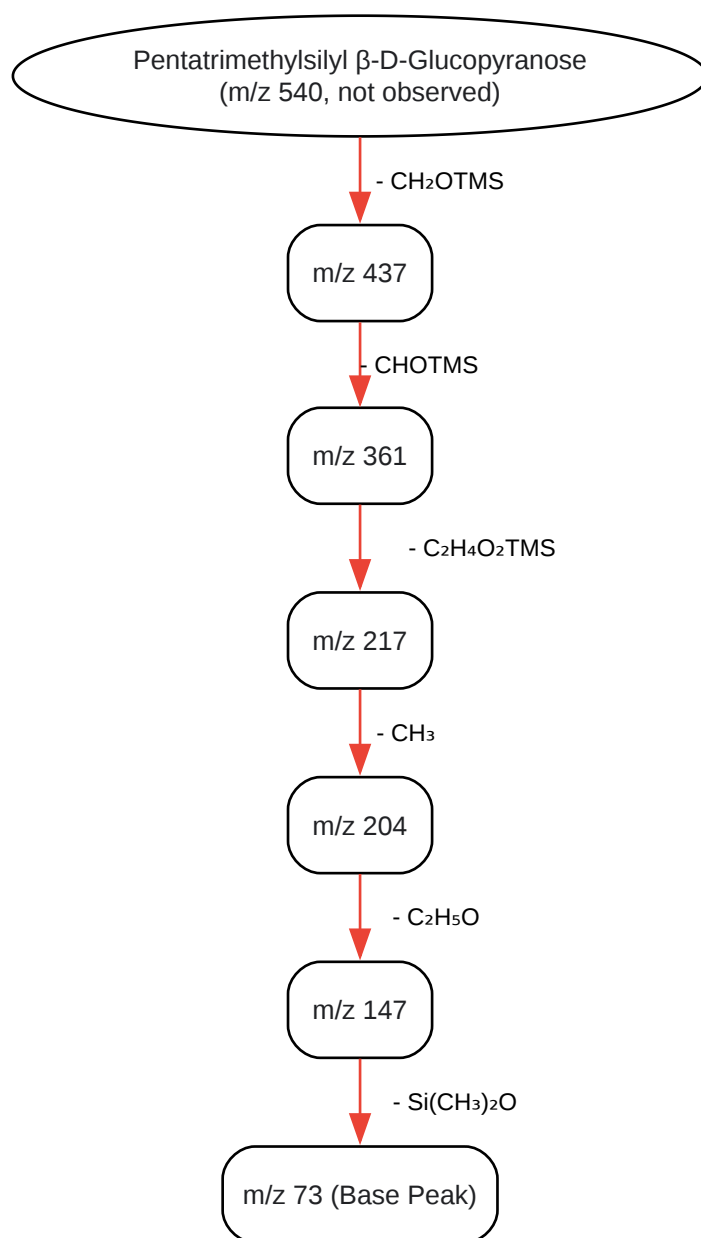 Pentatrimethylsilyl β-D-Glucopyranose
(m/z 540, not observed)
- CH₂OTMS
m/z 437
- CHOTMS
m/z 361
- C₂H₄O₂TMS
m/z 217
- CH₃
m/z 204
- C₂H₅O
m/z 147
- Si(CH₃)₂O
m/z 73 (Base Peak)